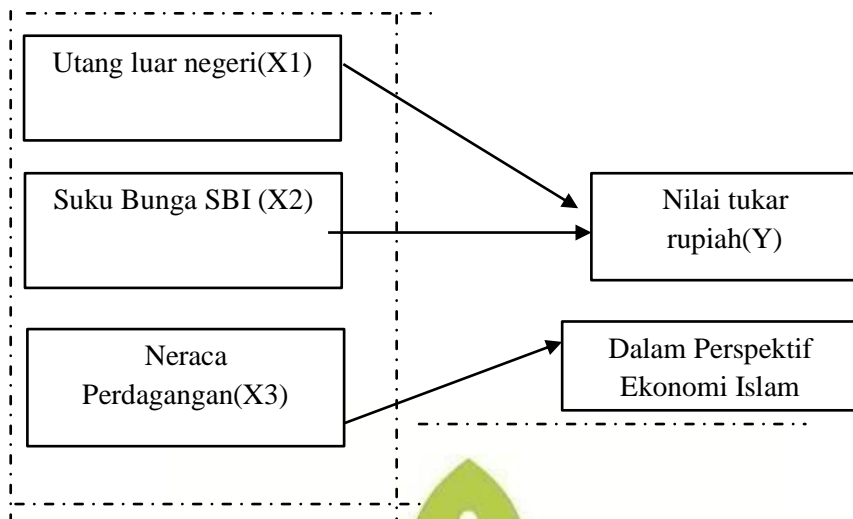 Utang luar negeri(X1)
Suku Bunga SBI (X2)
Neraca
Perdagangan(X3)
Nilai tukar
rupiah(Y)
Dalam Perspektif
Ekonomi Islam